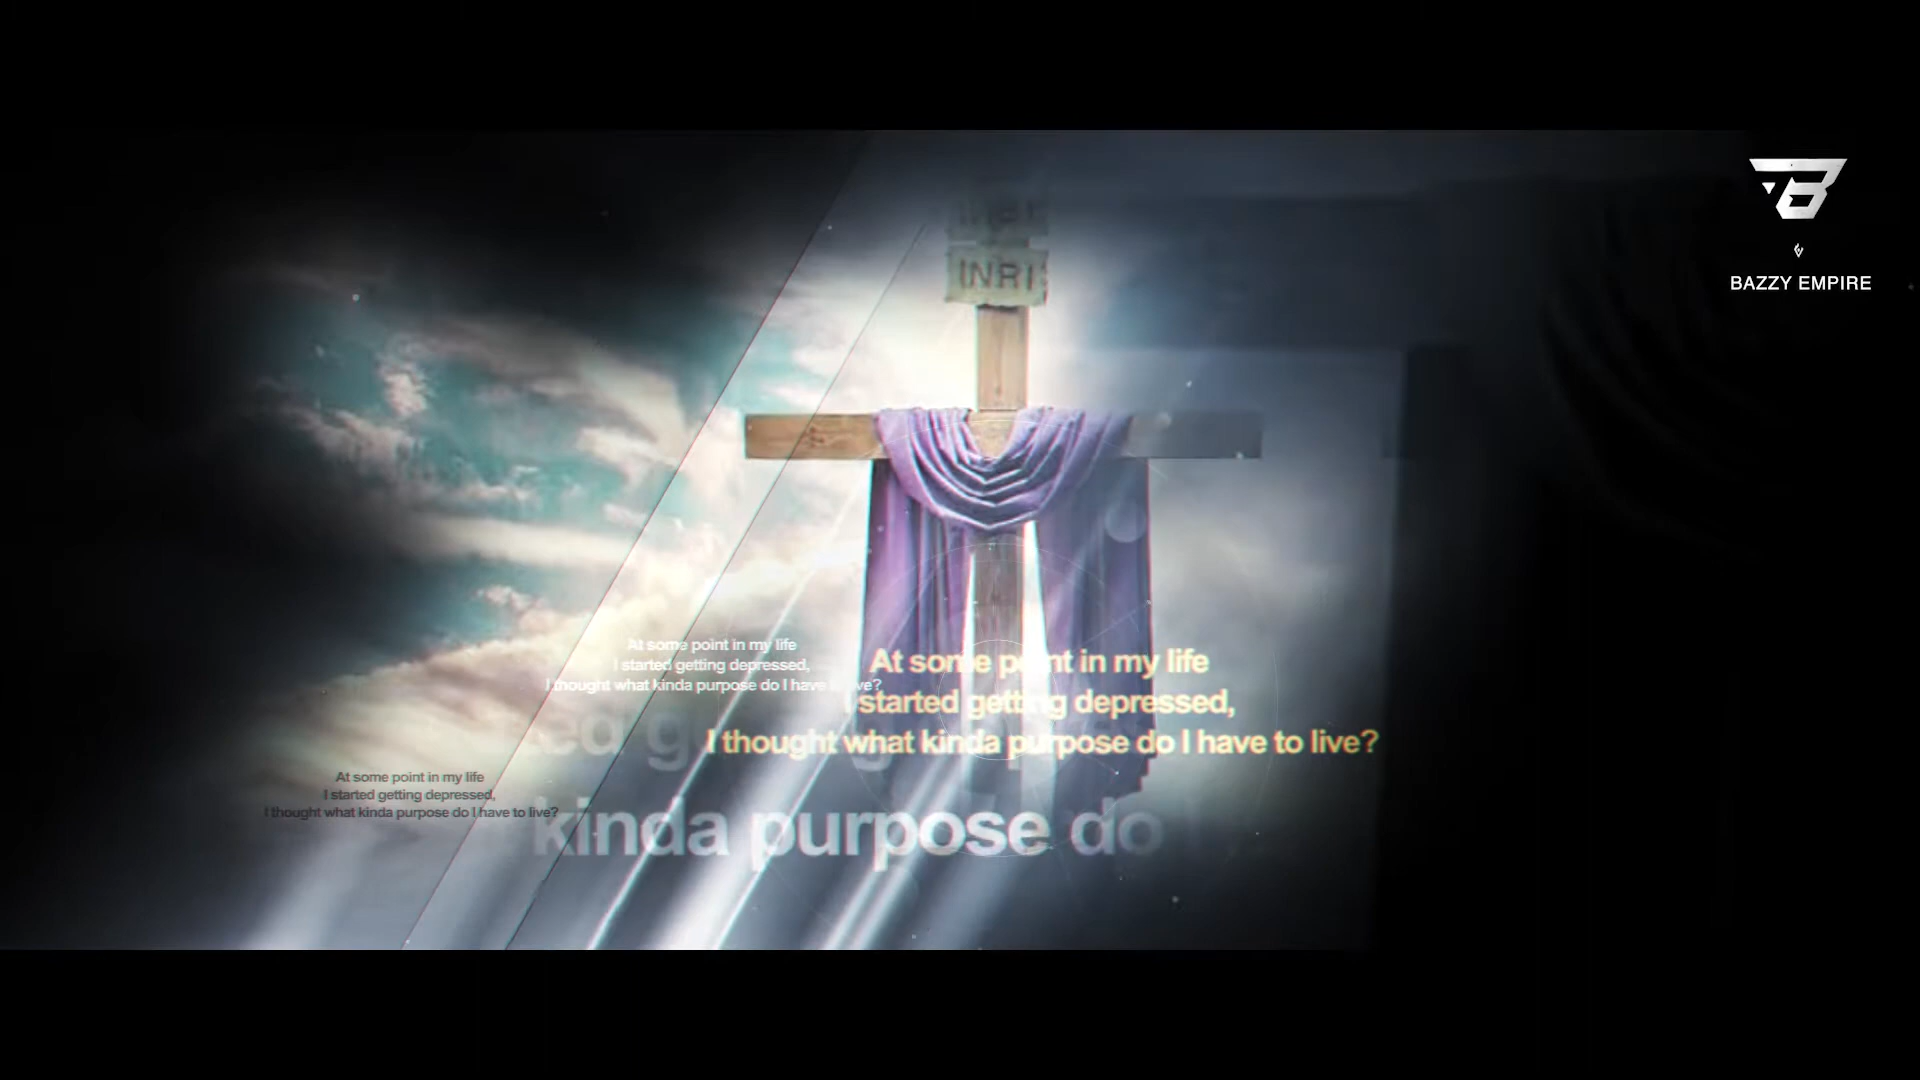 INRI
BAZZY EMPIRE
At some point in my life
I started getting depressed,
I thought what kinda purpose do I have live?
At some point in my life
started getting depressed,
I thought what kinda purpose do I have to live?
At some point in my life
I started getting depressed,
I thought what kinda purpose do I have to live?
kinda purpose do I